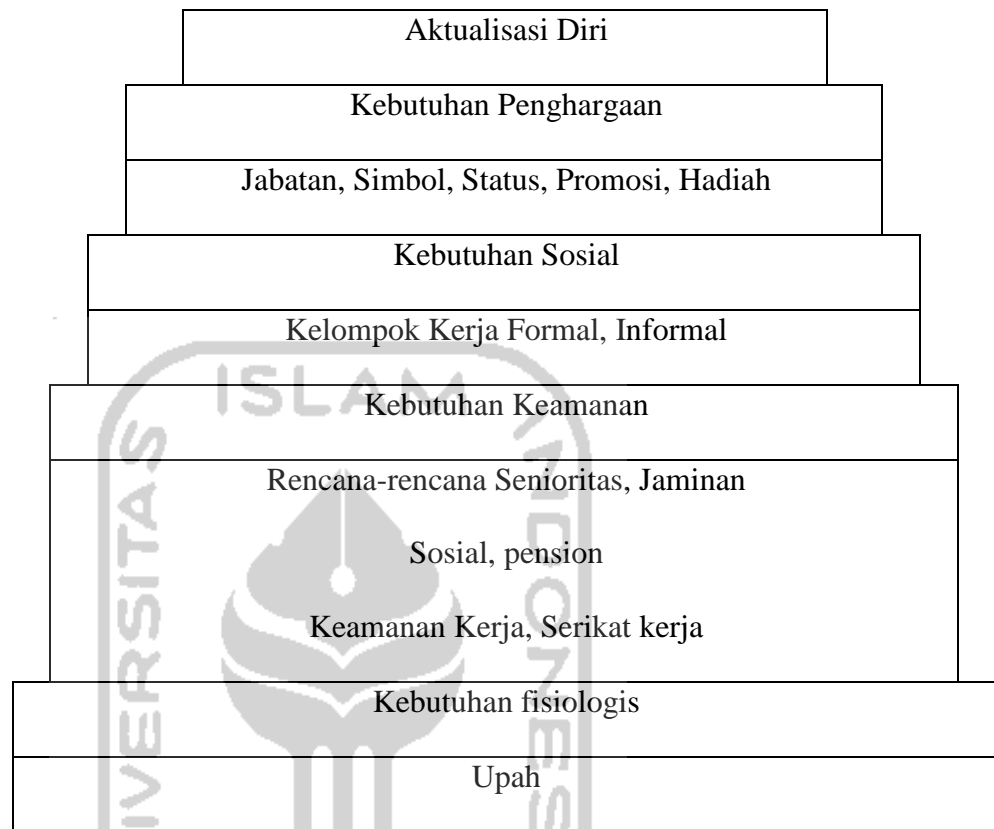 Aktualisasi Diri
Kebutuhan Penghargaan
Jabatan, Simbol, Status, Promosi, Hadiah
Kebutuhan Sosial
Kelompok Kerja Formal, Informal
ISLAM
Kebutuhan Keamanan
Rencana-rencana Senioritas, Jaminan
Sosial, pension
Keamanan Kerja, Serikat kerja
Kebutuhan fisiologis
Upah